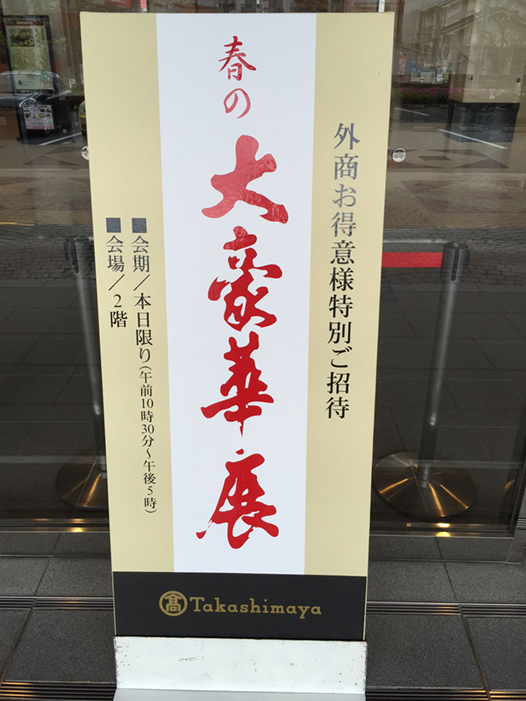 外商お得意様特別ご招待
春の
大豪華展
■会期/本日限り(午前10時30分～午後5時)
■会場/2階
髙 Takashimaya